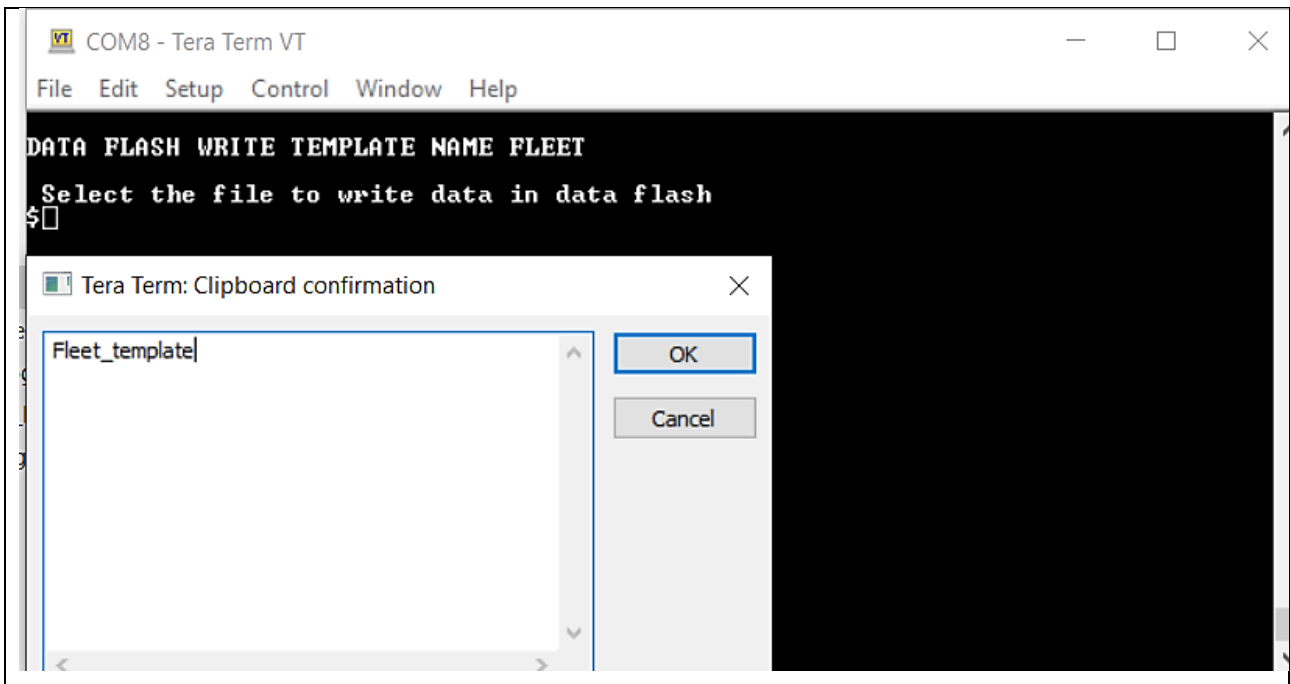 COM8 - Tera Term VT
File Edit Setup Control Window Help
DATA FLASH WRITE TEMPLATE NAME FLEET
Select the file to write data in data flash
$
Tera Term: Clipboard confirmation
Fleet_template
OK
Cancel